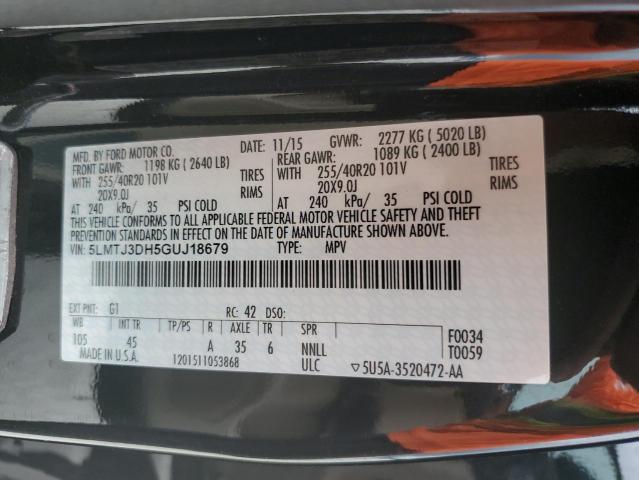 MFD. BY FORD MOTOR CO. DATE: 11/15 GVWR: 2277 KG ( 5020 LB)
FRONT GAWR: 1198 KG ( 2640 LB) REAR GAWR: 1089 KG ( 2400 LB)
WITH 255/40R20 101V TIRES WITH 255/40R20 101V TIRES
20X9.0J RIMS 20X9.0J RIMS
AT 240 kPa/ 35 PSI COLD AT 240 kPa/ 35 PSI COLD
THIS VEHICLE CONFORMS TO ALL APPLICABLE FEDERAL MOTOR VEHICLE SAFETY AND THEFT
PREVENTION STANDARDS IN EFFECT ON THE DATE OF MANUFACTURE SHOWN ABOVE.
VIN: 5LMTJ3DH5GUJ18679 TYPE: MPV
EXT PNT: G1 RC: 42 DSO:
WB INT TR TP/PS R AXLE TR SPR F0034
105 45 A 35 6 NNLL T0059
MADE IN U.S.A. 1201511053868 ULC ▽5U5A-3520472-AA